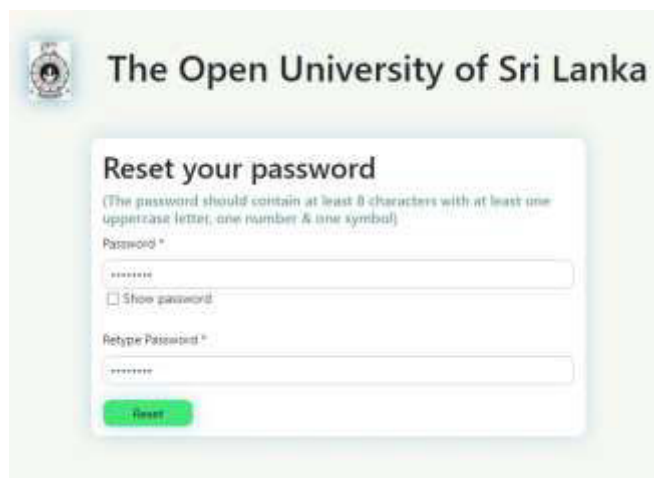 The Open University of Sri Lanka
Reset your password
(The password should contain at least 8 characters with at least one
uppercase letter, one number & one symbol)
Password *
••••••••
Show password
Retype Password *
••••••••
Reset